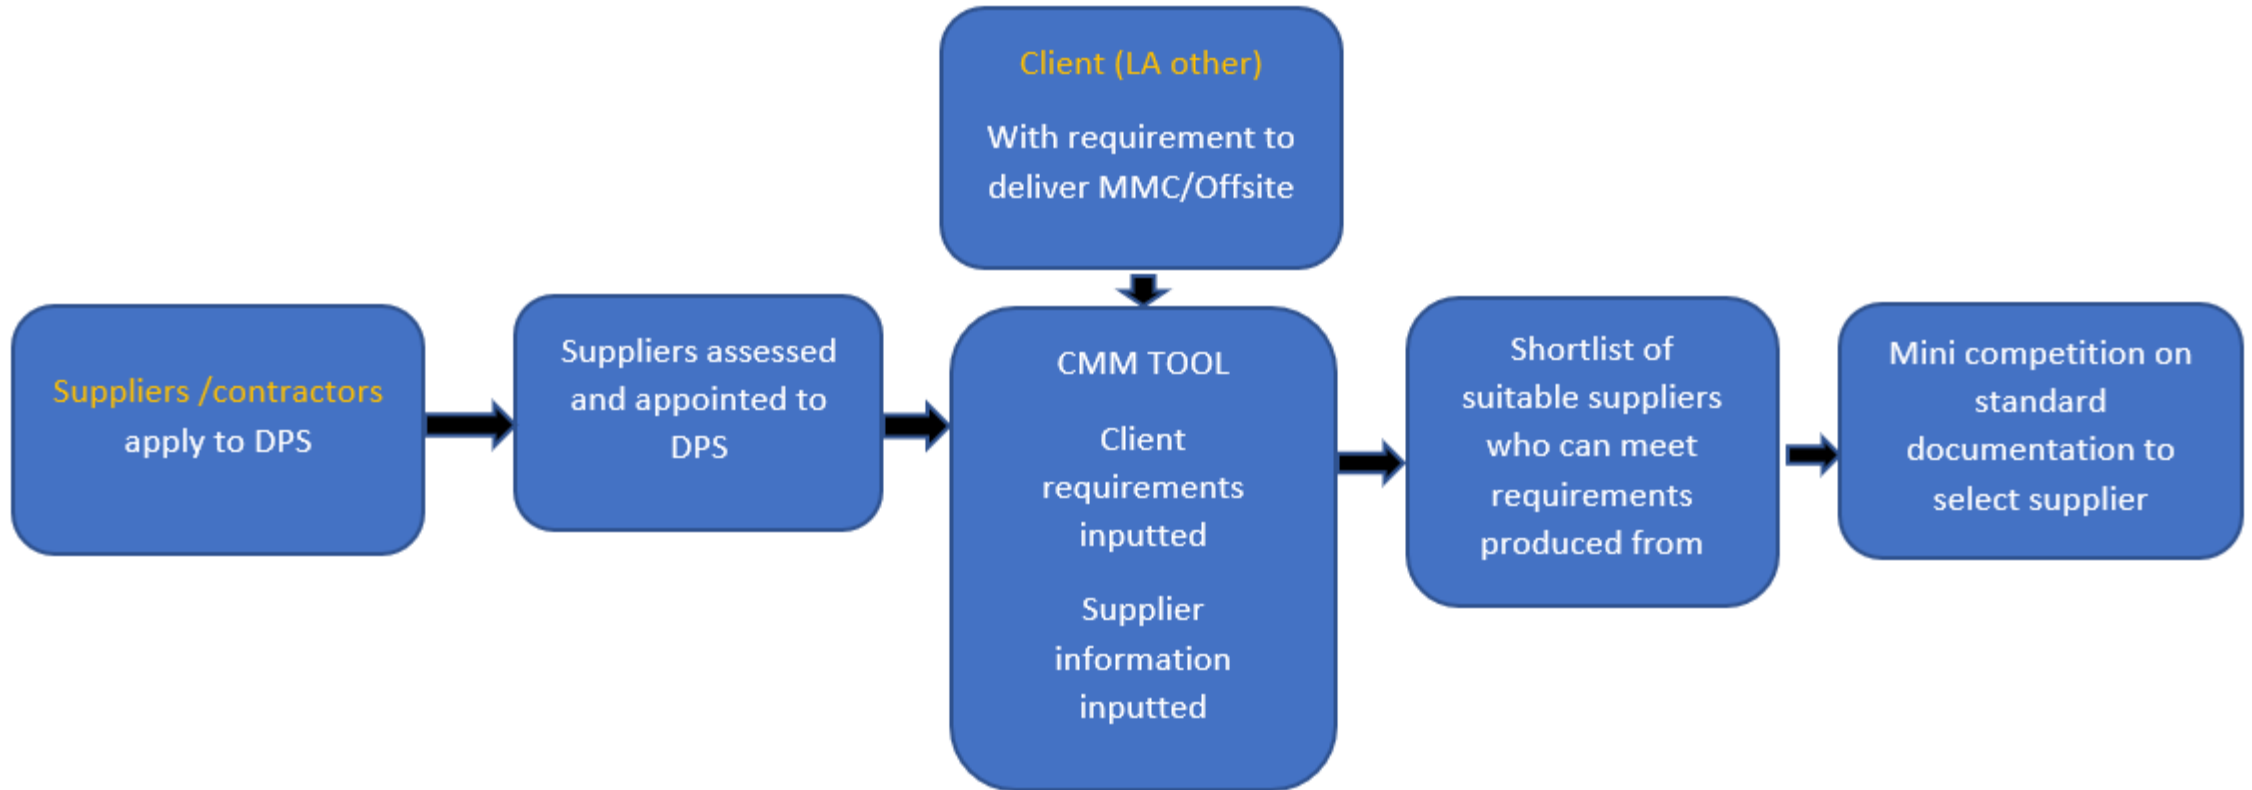 Client (LA other)
With requirement to
deliver MMC/Offsite
Suppliers /contractors
apply to DPS
Suppliers assessed
and appointed to
DPS
CMM TOOL
Client
requirements
inputted
Supplier
information
inputted
Shortlist of
suitable suppliers
who can meet
requirements
produced from
Mini competition on
standard
documentation to
select supplier